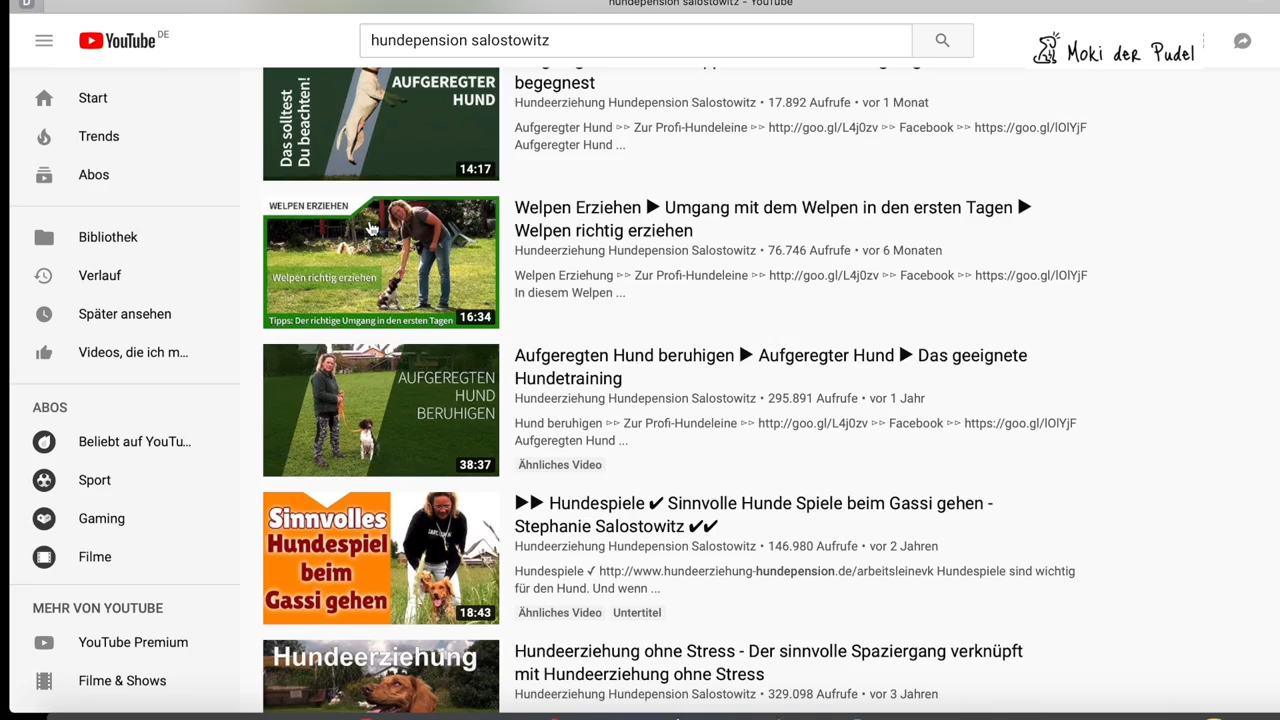 hundepension salostowitz - YouTube
YouTube DE
hundepension salostowitz
Moki der Pudel
Start
Trends
Abos
Bibliothek
Verlauf
Später ansehen
Videos, die ich m...
ABOS
Beliebt auf YouTu...
Sport
Gaming
Filme
MEHR VON YOUTUBE
YouTube Premium
Filme & Shows
Das solltest
Du beachten!
AUFGEREGTER
HUND
14:17
begegnest
Hundeerziehung Hundepension Salostowitz • 17.892 Aufrufe • vor 1 Monat
Aufgeregter Hund ▹▹ Zur Profi-Hundeleine ▹▹ http://goo.gl/L4j0zv ▹▹ Facebook ▹▹ https://goo.gl/lOlYjF
Aufgeregter Hund ...
WELPEN ERZIEHEN
Welpen richtig erziehen
Tipps: Der richtige Umgang in den ersten Tagen
16:34
Welpen Erziehen ▶ Umgang mit dem Welpen in den ersten Tagen ▶
Welpen richtig erziehen
Hundeerziehung Hundepension Salostowitz • 76.746 Aufrufe • vor 6 Monaten
Welpen Erziehung ▹▹ Zur Profi-Hundeleine ▹▹ http://goo.gl/L4j0zv ▹▹ Facebook ▹▹ https://goo.gl/lOlYjF
In diesem Welpen ...
AUFGEREGTEN
HUND
BERUHIGEN
38:37
Aufgeregten Hund beruhigen ▶ Aufgeregter Hund ▶ Das geeignete
Hundetraining
Hundeerziehung Hundepension Salostowitz • 295.891 Aufrufe • vor 1 Jahr
Hund beruhigen ▹▹ Zur Profi-Hundeleine ▹▹ http://goo.gl/L4j0zv ▹▹ Facebook ▹▹ https://goo.gl/lOlYjF
Aufgeregten Hund ...
Ähnliches Video
Sinnvolles
Hundespiel
beim
Gassi gehen
18:43
▶▶ Hundespiele ✔ Sinnvolle Hunde Spiele beim Gassi gehen -
Stephanie Salostowitz ✔✔
Hundeerziehung Hundepension Salostowitz • 146.980 Aufrufe • vor 2 Jahren
Hundespiele ✓ http://www.hundeerziehung-hundepension.de/arbeitsleinevk Hundespiele sind wichtig
für den Hund. Und wenn ...
Ähnliches Video Untertitel
Hundeerziehung
Hundeerziehung ohne Stress - Der sinnvolle Spaziergang verknüpft
mit Hundeerziehung ohne Stress
Hundeerziehung Hundepension Salostowitz • 329.098 Aufrufe • vor 3 Jahren